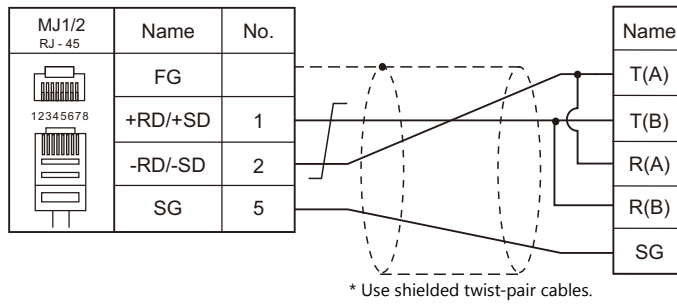 MJ1/2 Name No. Name
RJ - 45
FG T(A)
12345678
+RD/+SD 1 T(B)
-RD/-SD 2 R(A)
R(B)
SG 5
SG
* Use shielded twist-pair cables.